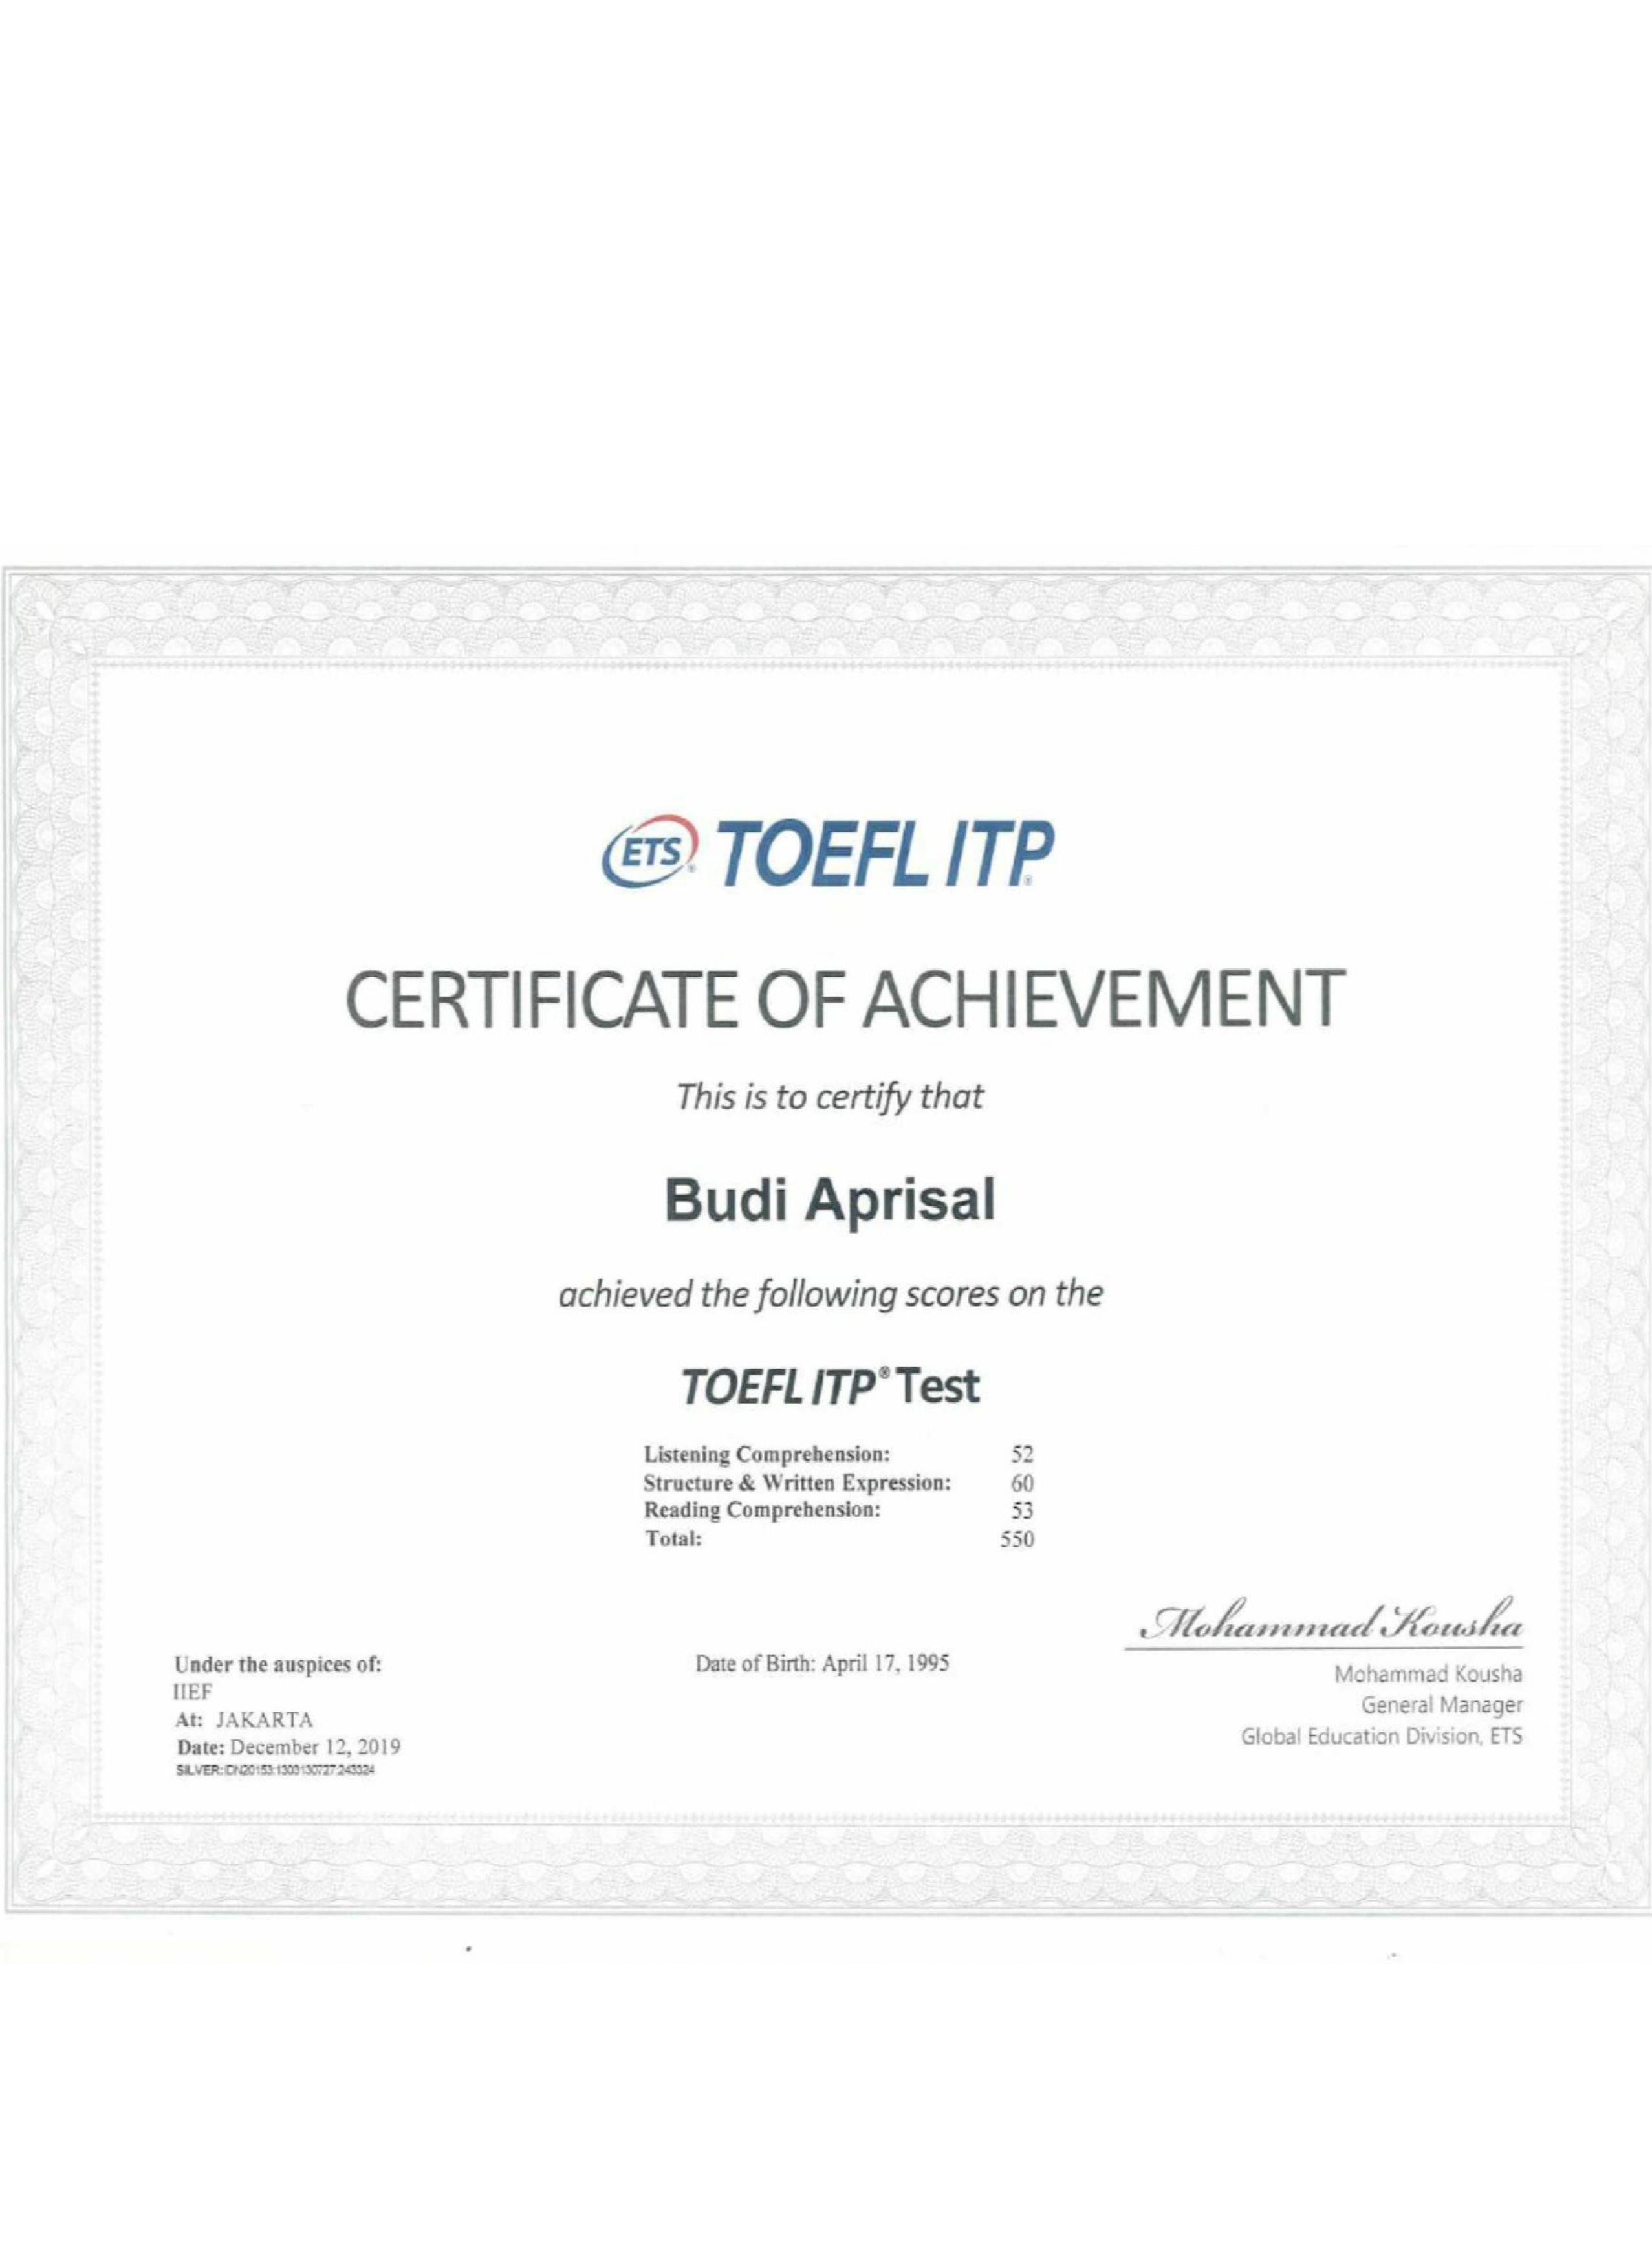 ETS® TOEFL ITP®
CERTIFICATE OF ACHIEVEMENT
This is to certify that
Budi Aprisal
achieved the following scores on the
TOEFL ITP® Test
Listening Comprehension: 52
Structure & Written Expression: 60
Reading Comprehension: 53
Total: 550
Mohammad Kousha
Under the auspices of:
IIEF
At: JAKARTA
Date: December 12, 2019
SILVER:
Date of Birth: April 17, 1995
Mohammad Kousha
General Manager
Global Education Division, ETS